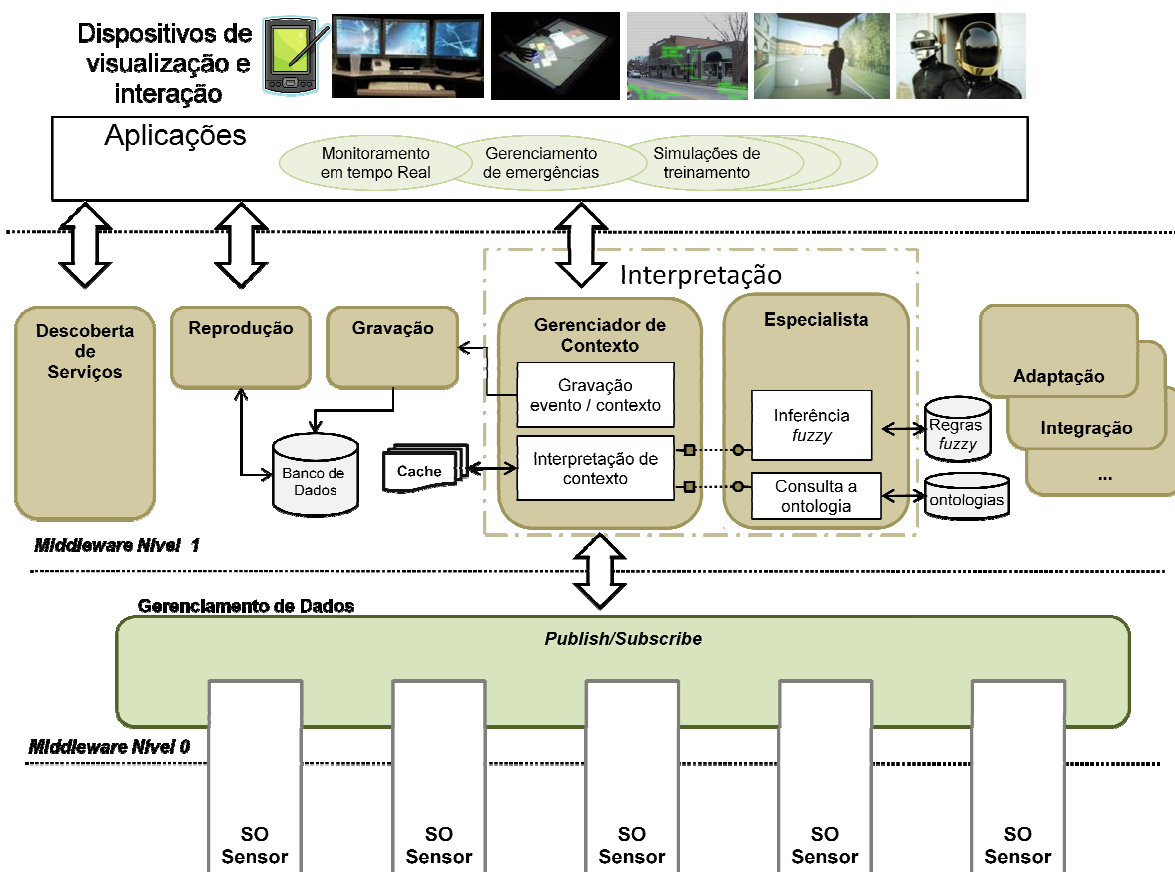 Dispositivos de
visualização e
interação
Aplicações
Monitoramento
em tempo Real
Gerenciamento
de emergências
Simulações de
treinamento
Interpretação
Descoberta
de
Serviços
Reprodução
Gravação
Gerenciador de
Contexto
Especialista
Gravação
evento / contexto
Inferência
fuzzy
Regras
fuzzy
Adaptação
Integração
...
Banco de
Dados
Cache
Interpretação de
contexto
Consulta a
ontologia
ontologias
Middleware Nível 1
Gerenciamento de Dados
Publish/Subscribe
Middleware Nível 0
SO
Sensor
SO
Sensor
SO
Sensor
SO
Sensor
SO
Sensor